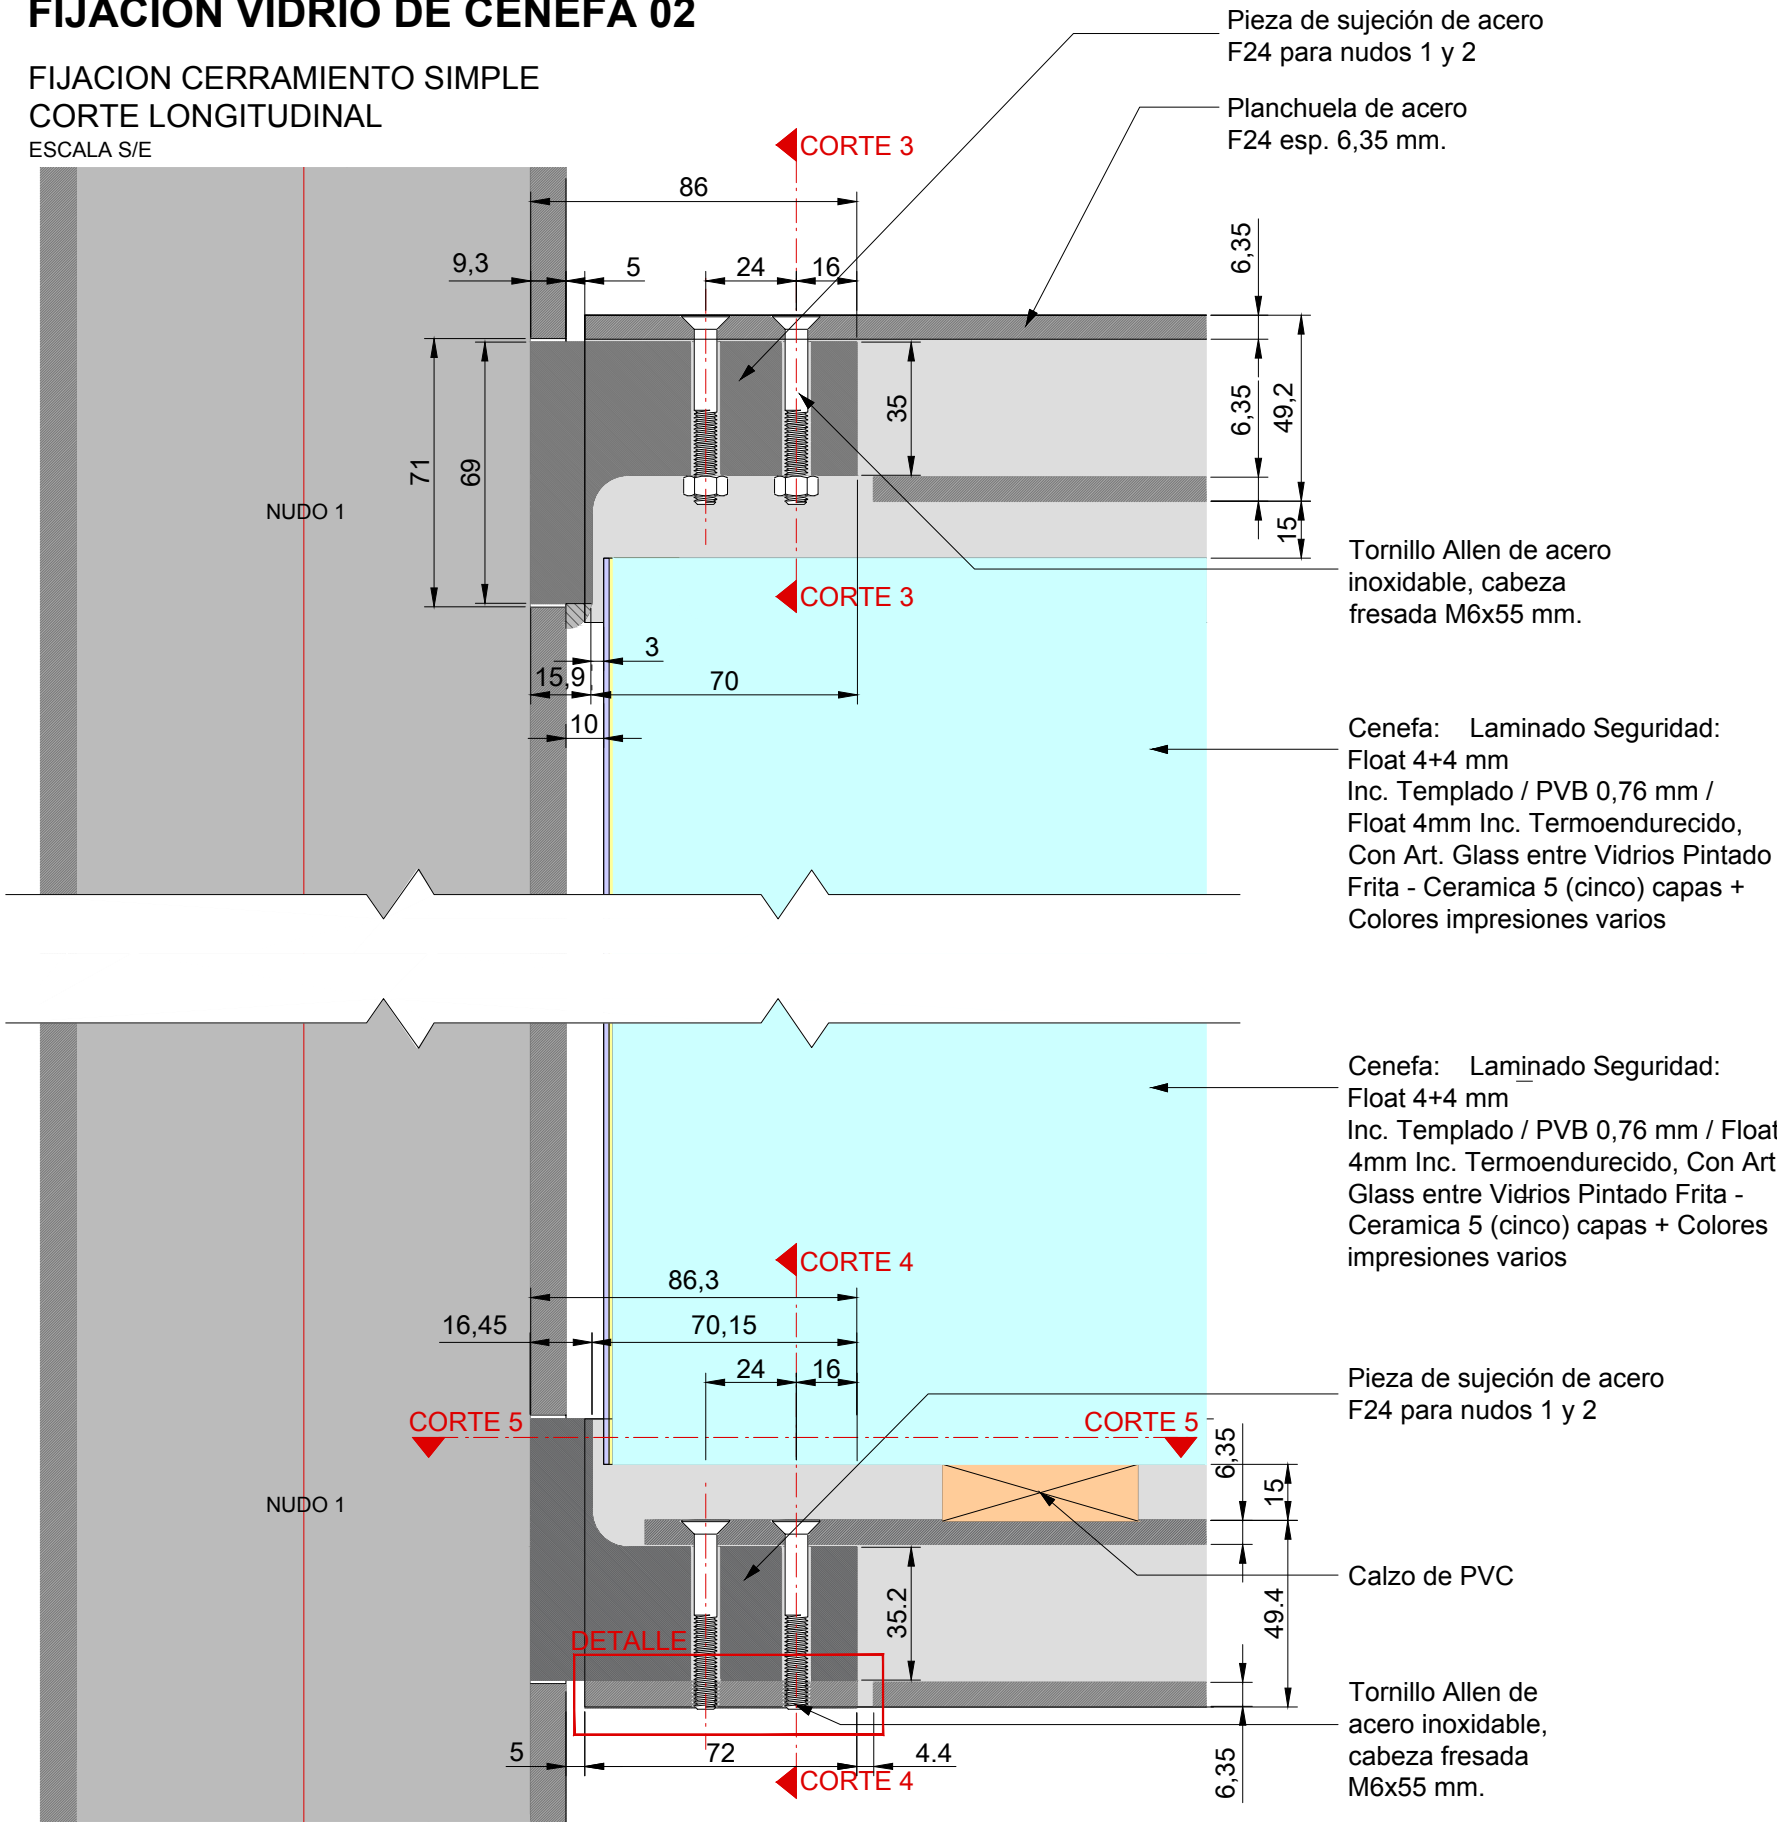 FIJACION VIDRIO DE CENEFA 02
FIJACION CERRAMIENTO SIMPLE
CORTE LONGITUDINAL
ESCALA S/E
Pieza de sujeción de acero
F24 para nudos 1 y 2
Planchuela de acero
F24 esp. 6,35 mm.
CORTE 3
86
9,3
5
24
16
6,35
35
6,35
49,2
71
69
15
NUDO 1
Tornillo Allen de acero
inoxidable, cabeza
fresada M6x55 mm.
CORTE 3
3
15,9
70
10
Cenefa: Laminado Seguridad:
Float 4+4 mm
Inc. Templado / PVB 0,76 mm /
Float 4mm Inc. Termoendurecido,
Con Art. Glass entre Vidrios Pintado
Frita - Ceramica 5 (cinco) capas +
Colores impresiones varios
Cenefa: Laminado Seguridad:
Float 4+4 mm
Inc. Templado / PVB 0,76 mm / Float
4mm Inc. Termoendurecido, Con Art
Glass entre Vidrios Pintado Frita -
Ceramica 5 (cinco) capas + Colores
impresiones varios
CORTE 4
86,3
16,45
70,15
24
16
Pieza de sujeción de acero
F24 para nudos 1 y 2
CORTE 5
CORTE 5
6,35
15
NUDO 1
Calzo de PVC
35.2
49.4
DETALLE
Tornillo Allen de
acero inoxidable,
cabeza fresada
M6x55 mm.
5
72
4.4
6,35
CORTE 4